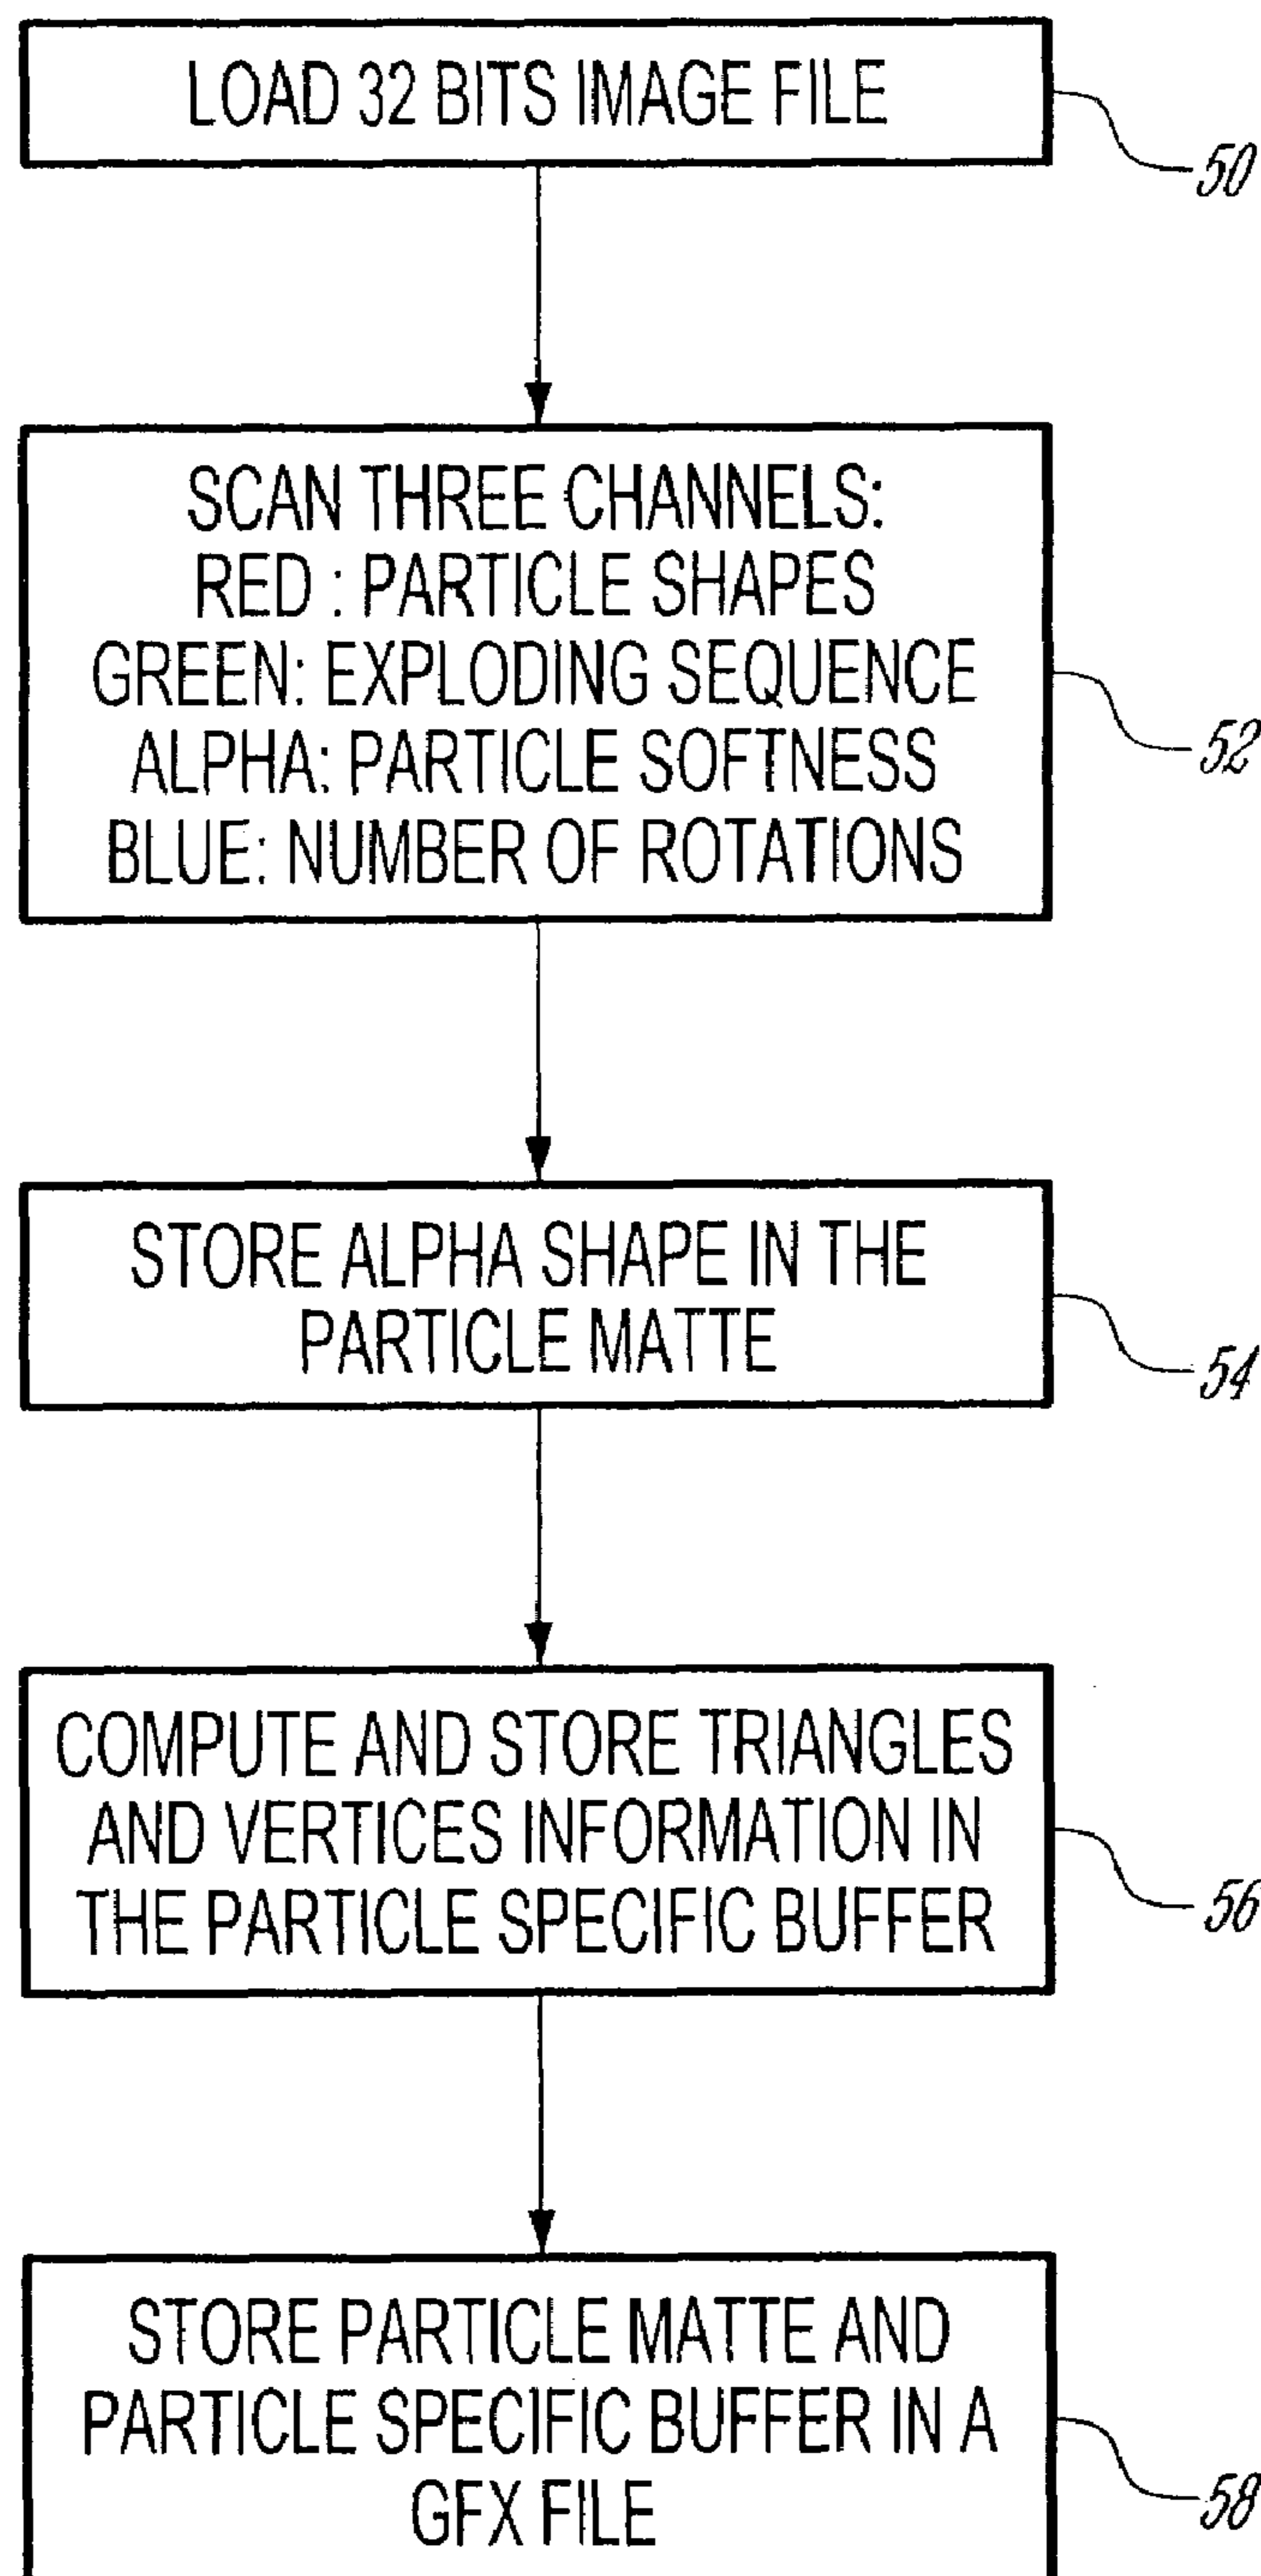 LOAD 32 BITS IMAGE FILE
50
SCAN THREE CHANNELS:
RED : PARTICLE SHAPES
GREEN: EXPLODING SEQUENCE
ALPHA: PARTICLE SOFTNESS
BLUE: NUMBER OF ROTATIONS
52
STORE ALPHA SHAPE IN THE
PARTICLE MATTE
54
COMPUTE AND STORE TRIANGLES
AND VERTICES INFORMATION IN
THE PARTICLE SPECIFIC BUFFER
56
STORE PARTICLE MATTE AND
PARTICLE SPECIFIC BUFFER IN A
GFX FILE
58